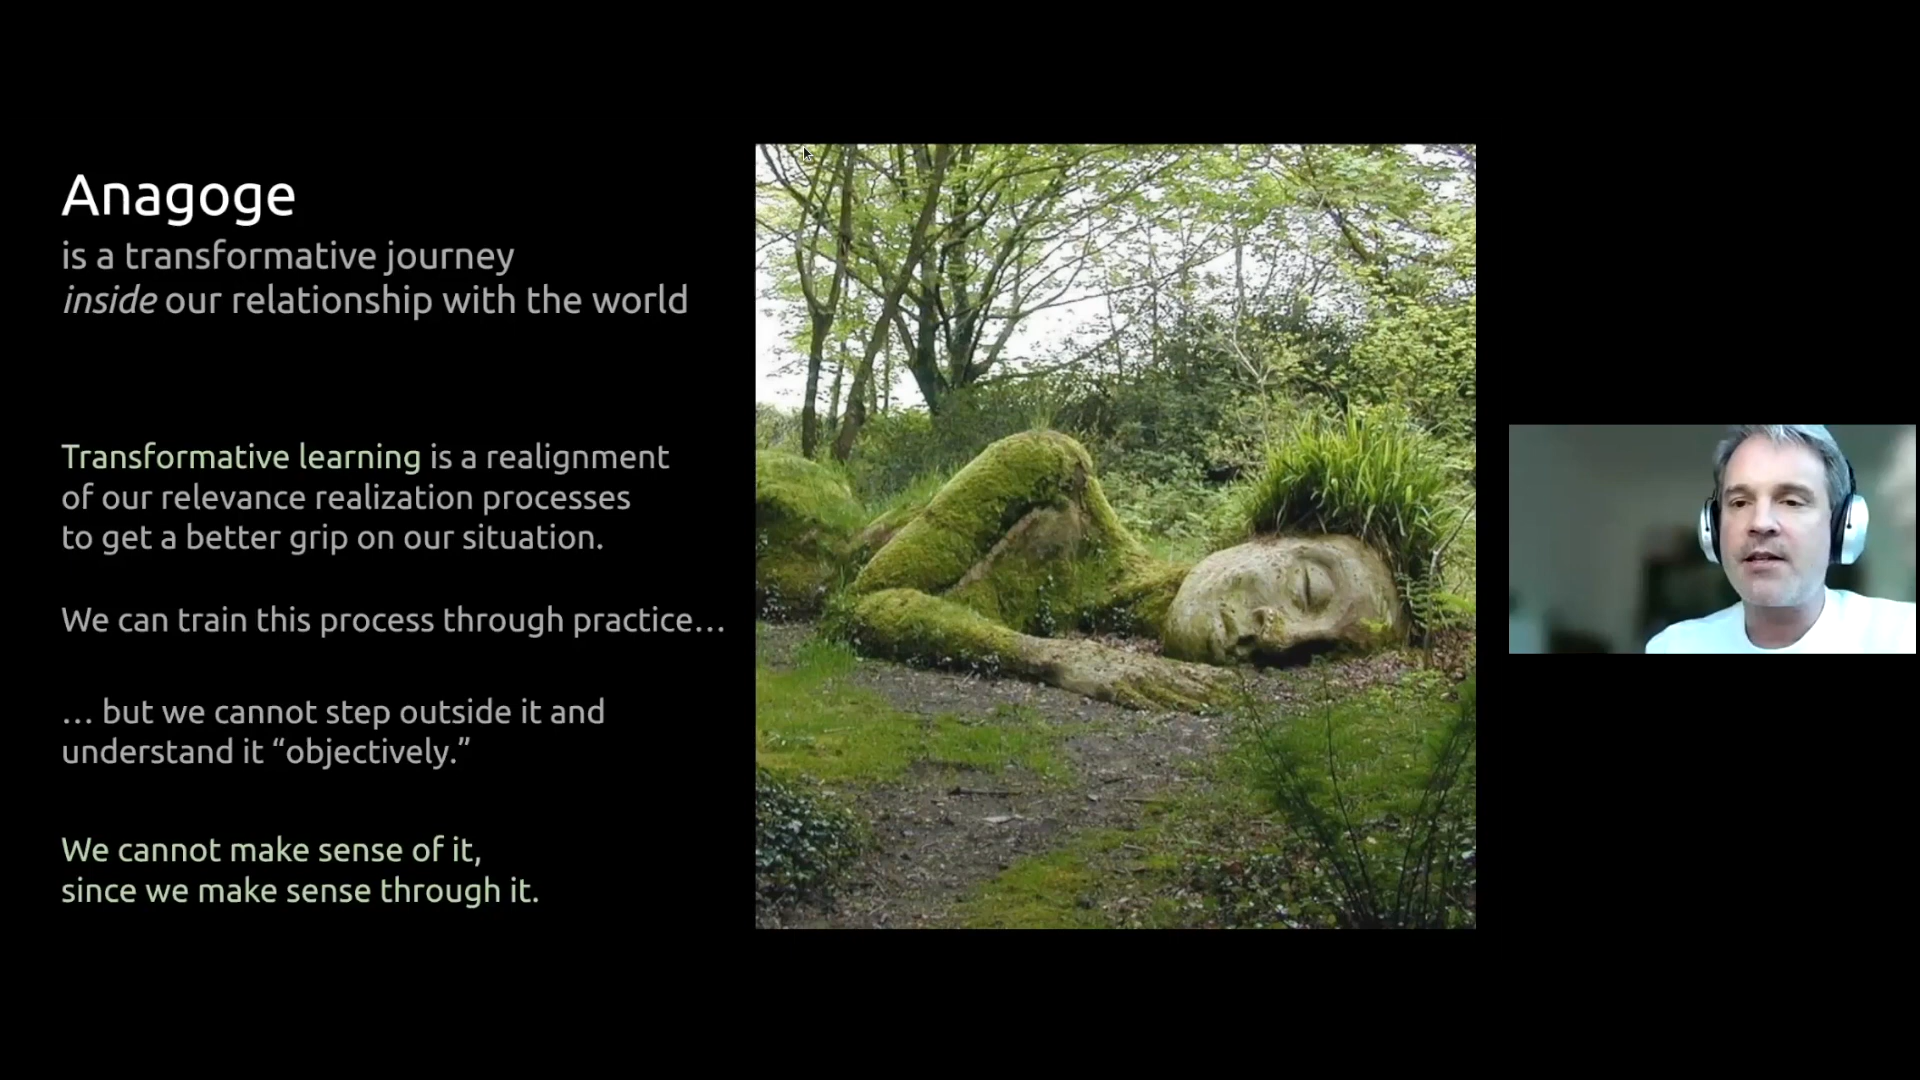 Anagoge
is a transformative journey
inside our relationship with the world
Transformative learning is a realignment
of our relevance realization processes
to get a better grip on our situation.
We can train this process through practice…
… but we cannot step outside it and
understand it “objectively.”
We cannot make sense of it,
since we make sense through it.